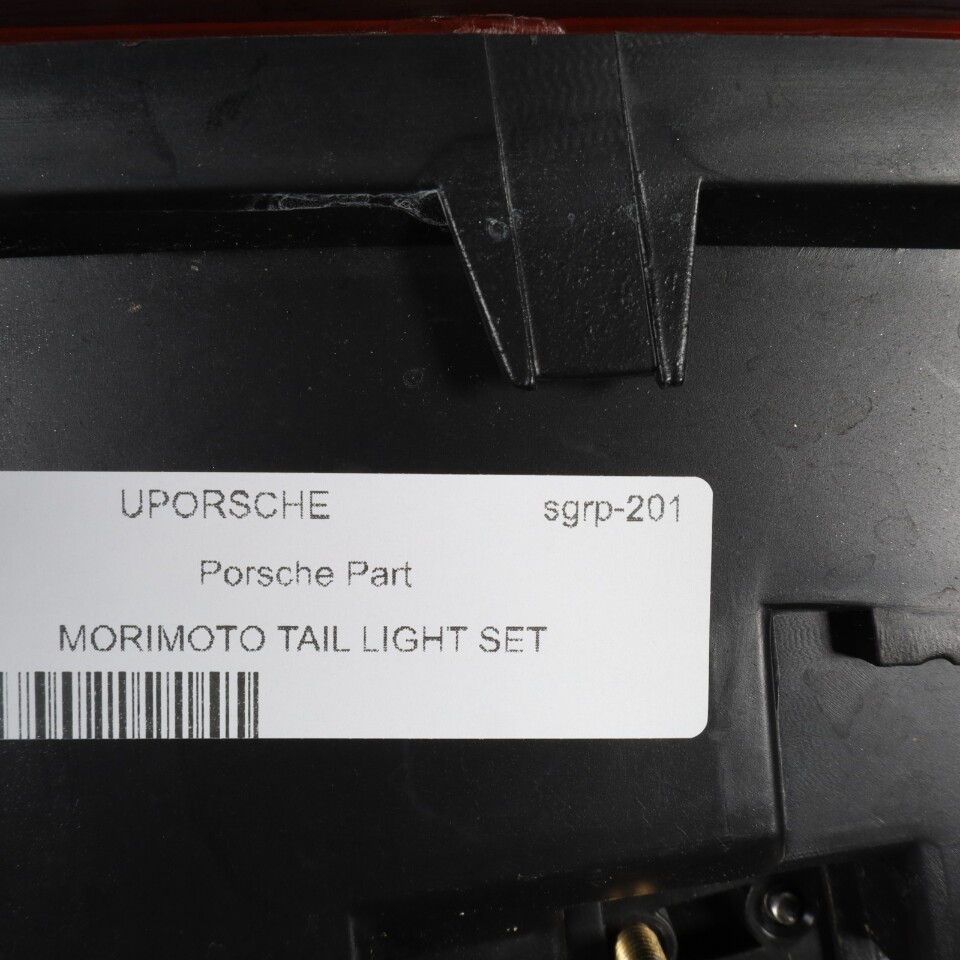 UPORSCHE sgrp-201
Porsche Part
MORIMOTO TAIL LIGHT SET